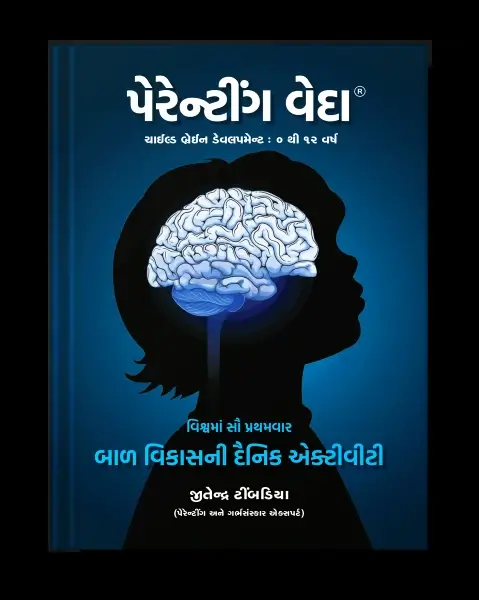 પેરેન્ટીંગ વેદા®
ચાઈલ્ડ બ્રેઈન ડેવલપમેન્ટ : ૦ થી ૧૨ વર્ષ
વિશ્વમાં સૌ પ્રથમવાર
બાળ વિકાસની દૈનિક એક્ટીવીટી
જીતેન્દ્ર ટીંબડિયા
(પેરેન્ટીંગ અને ગર્ભસંસ્કાર એક્સપર્ટ)